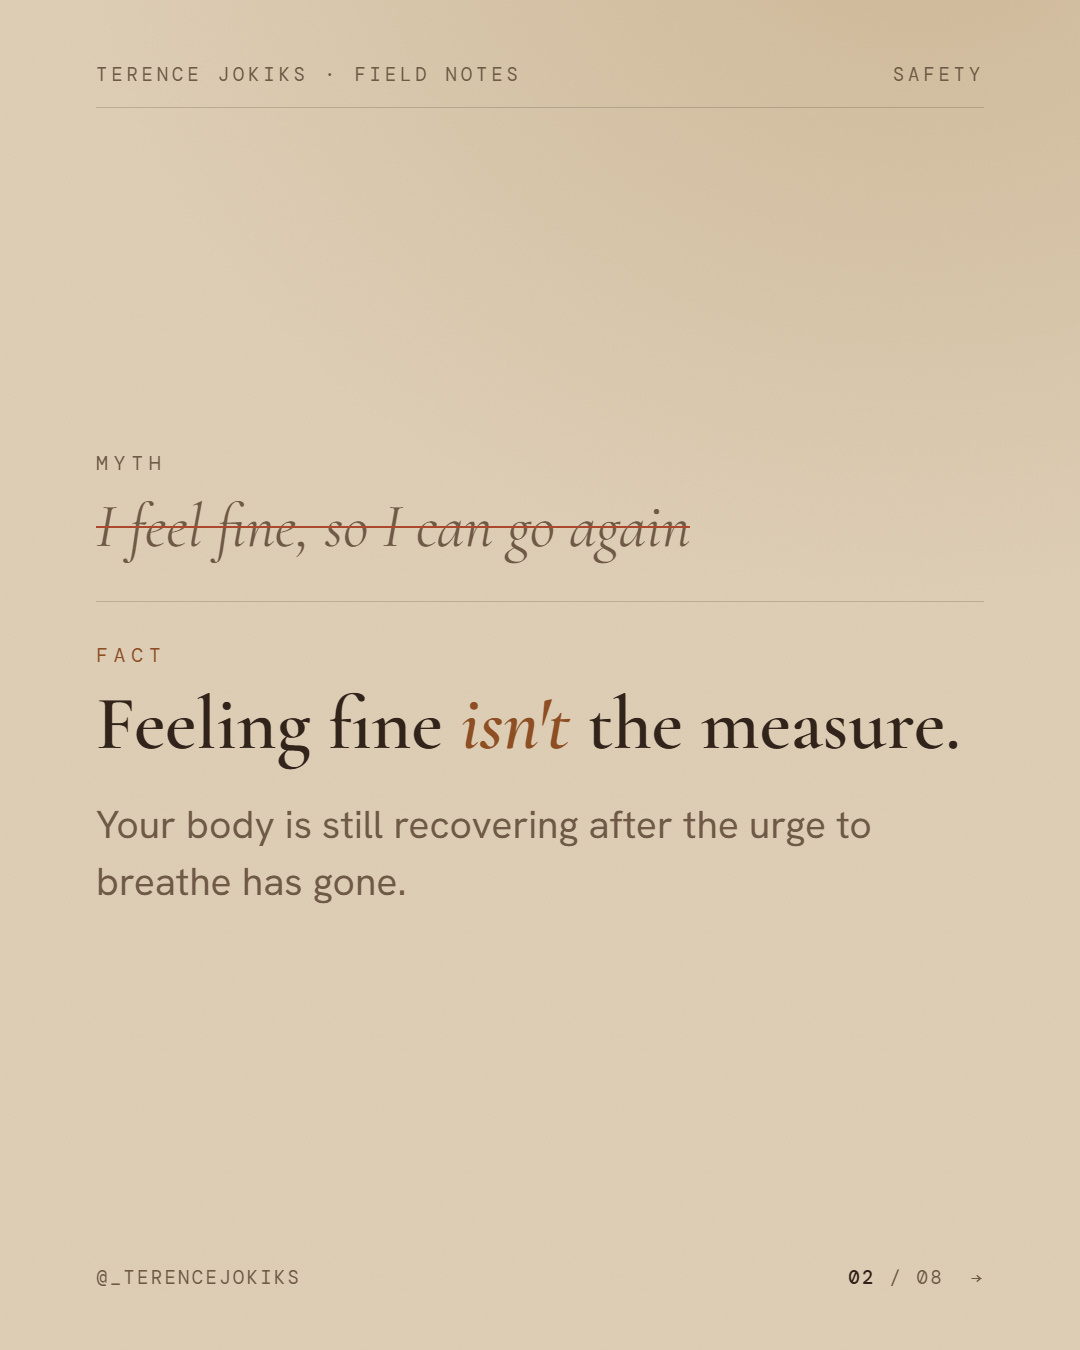 TERENCE JOKIKS · FIELD NOTES
SAFETY
MYTH
I feel fine, so I can go again
FACT
Feeling fine isn't the measure.
Your body is still recovering after the urge to
breathe has gone.
@_TERENCEJOKIKS
02 / 08 →